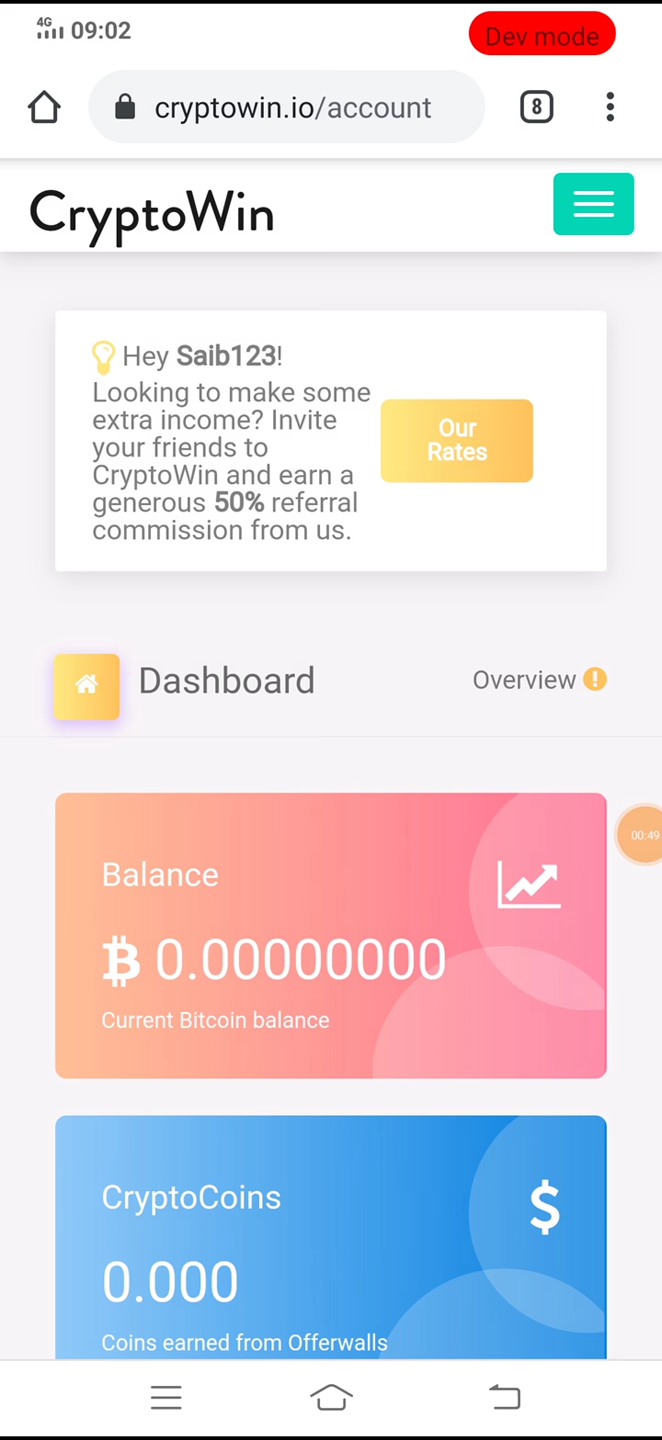 4G 09:02
Dev mode
cryptowin.io/account
8
CryptoWin
Hey Saib123!
Looking to make some
extra income? Invite
your friends to
CryptoWin and earn a
generous 50% referral
commission from us.
Our
Rates
Dashboard
Overview
Balance
0.00000000
Current Bitcoin balance
00:49
CryptoCoins
0.000
Coins earned from Offerwalls